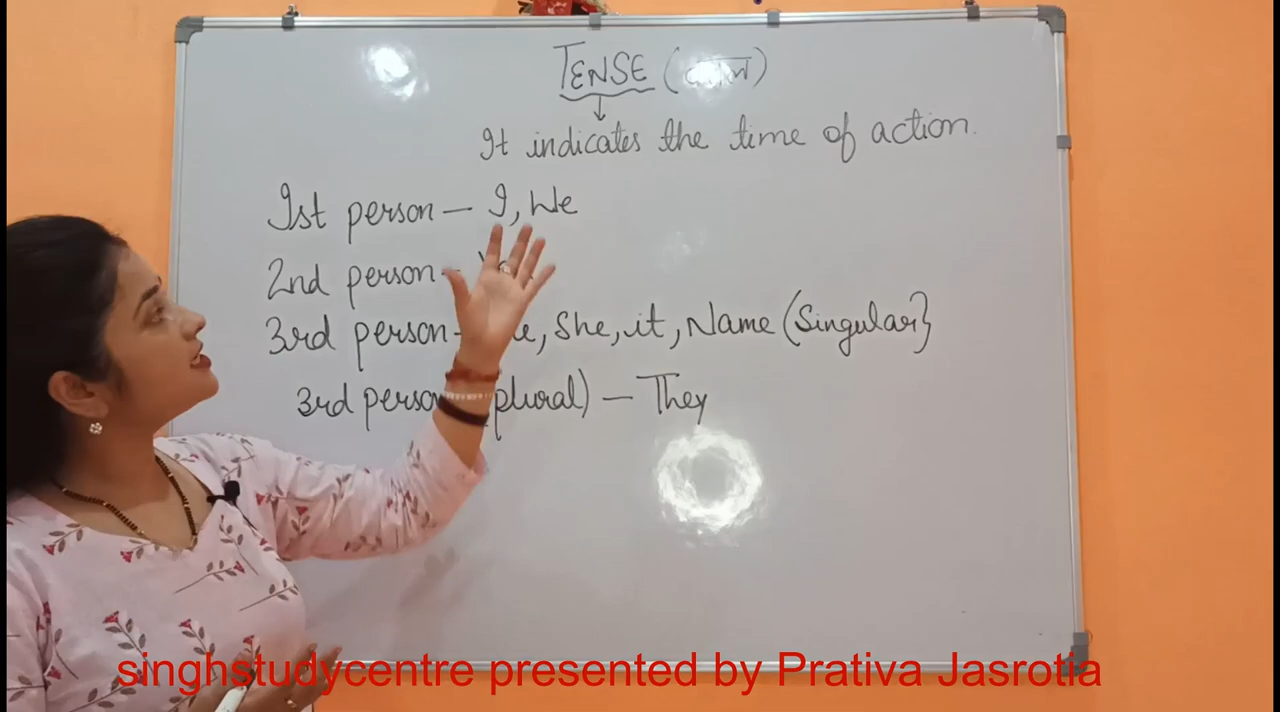 TENSE (काल)
It indicates the time of action.
Ist person — I, We
2nd person —
3rd person - He, She, it, Name (Singular}
3rd person (plural) — They
singhstudycentre presented by Prativa Jasrotia